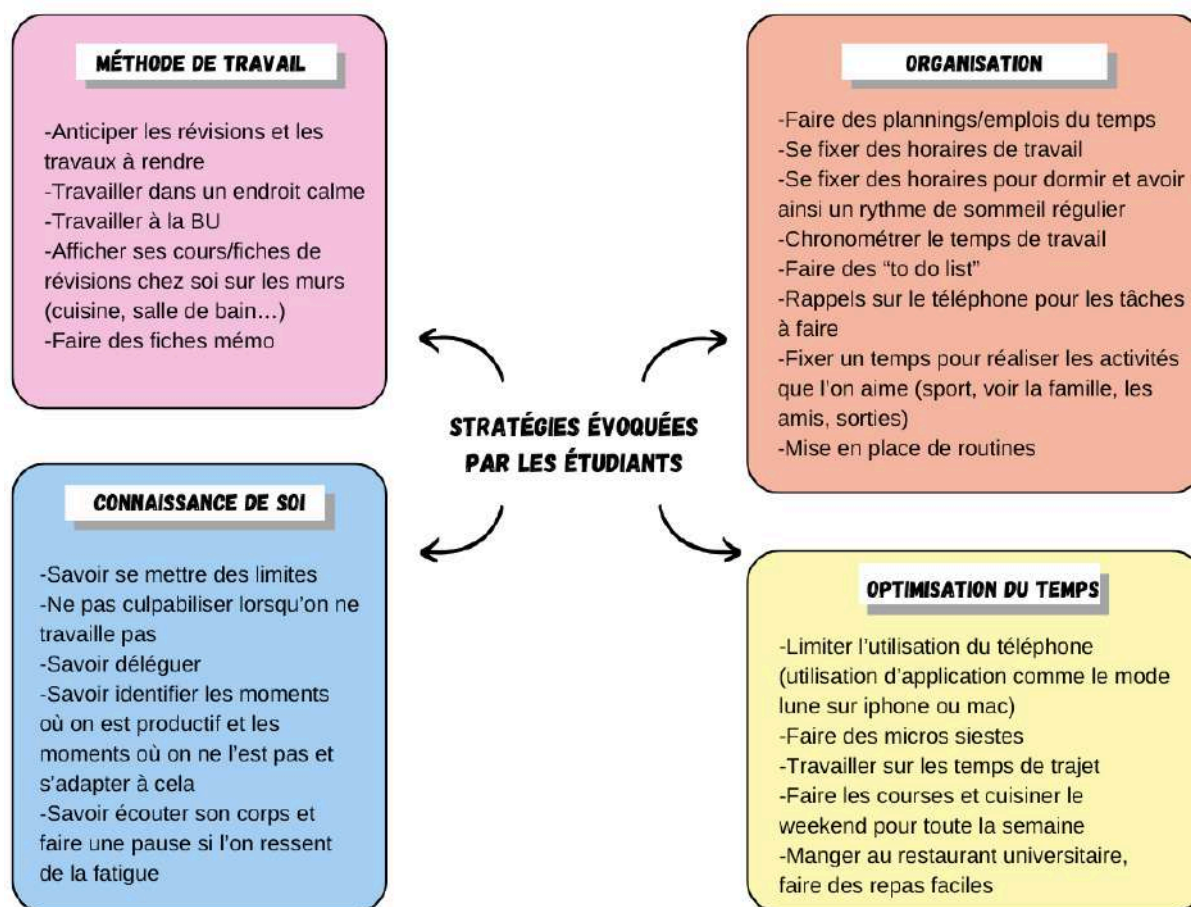 MÉTHODE DE TRAVAIL
-Anticiper les révisions et les
travaux à rendre
-Travailler dans un endroit calme
-Travailler à la BU
-Afficher ses cours/fiches de
révisions chez soi sur les murs
(cuisine, salle de bain…)
-Faire des fiches mémo
ORGANISATION
-Faire des plannings/emplois du temps
-Se fixer des horaires de travail
-Se fixer des horaires pour dormir et avoir
ainsi un rythme de sommeil régulier
-Chronométrer le temps de travail
-Faire des “to do list”
-Rappels sur le téléphone pour les tâches
à faire
-Fixer un temps pour réaliser les activités
que l’on aime (sport, voir la famille, les
amis, sorties)
-Mise en place de routines
STRATÉGIES ÉVOQUÉES
PAR LES ÉTUDIANTS
CONNAISSANCE DE SOI
-Savoir se mettre des limites
-Ne pas culpabiliser lorsqu’on ne
travaille pas
-Savoir déléguer
-Savoir identifier les moments
où on est productif et les
moments où on ne l’est pas et
s’adapter à cela
-Savoir écouter son corps et
faire une pause si l’on ressent
de la fatigue
OPTIMISATION DU TEMPS
-Limiter l’utilisation du téléphone
(utilisation d’application comme le mode
lune sur iphone ou mac)
-Faire des micros siestes
-Travailler sur les temps de trajet
-Faire les courses et cuisiner le
weekend pour toute la semaine
-Manger au restaurant universitaire,
faire des repas faciles